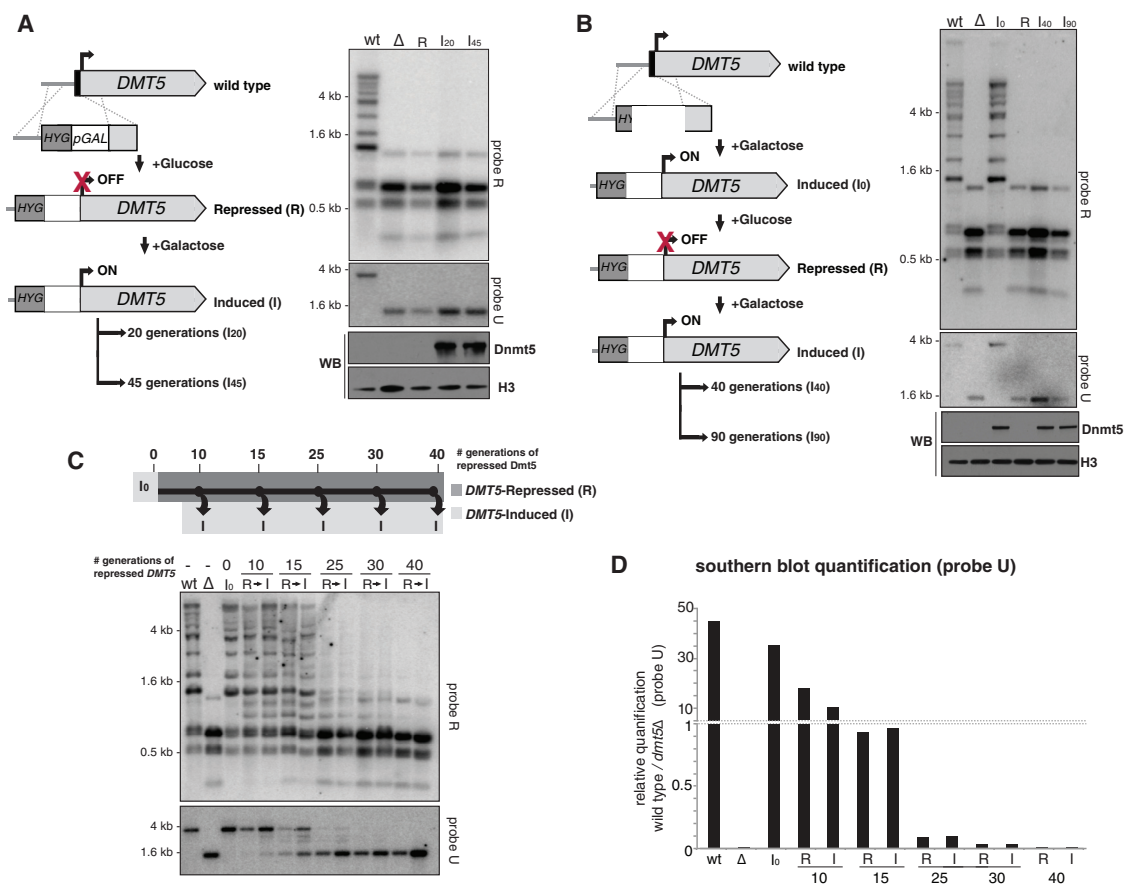 A
DMT5
wild type
HYG pGAL
+Glucose
OFF
HYG
DMT5
Repressed (R)
+Galactose
ON
HYG
DMT5
Induced (I)
20 generations (I20)
45 generations (I45)
wt Δ R I20 I45
4 kb
1.6 kb
0.5 kb
probe R
4 kb
1.6 kb
probe U
WB
Dnmt5
H3
B
DMT5
wild type
HY
+Galactose
ON
HYG
DMT5
Induced (I0)
+Glucose
OFF
HYG
DMT5
Repressed (R)
+Galactose
ON
HYG
DMT5
Induced (I)
40 generations (I40)
90 generations (I90)
wt Δ I0 R I40 I90
4 kb
1.6 kb
0.5 kb
probe R
4 kb
1.6 kb
probe U
WB
Dnmt5
H3
C
0 10 15 25 30 40
# generations of
repressed Dmt5
I0
DMT5-Repressed (R)
DMT5-Induced (I)
I I I I I
# generations of
repressed DMT5
- - 0 10 15 25 30 40
wt Δ I0 R I R I R I R I R I
4 kb
1.6 kb
0.5 kb
probe R
4 kb
1.6 kb
probe U
D
southern blot quantification (probe U)
relative quanification
wild type / dmt5Δ (probe U)
50
30
10
1
0.5
0
wt Δ I0 R I R I R I R I R I
10 15 25 30 40